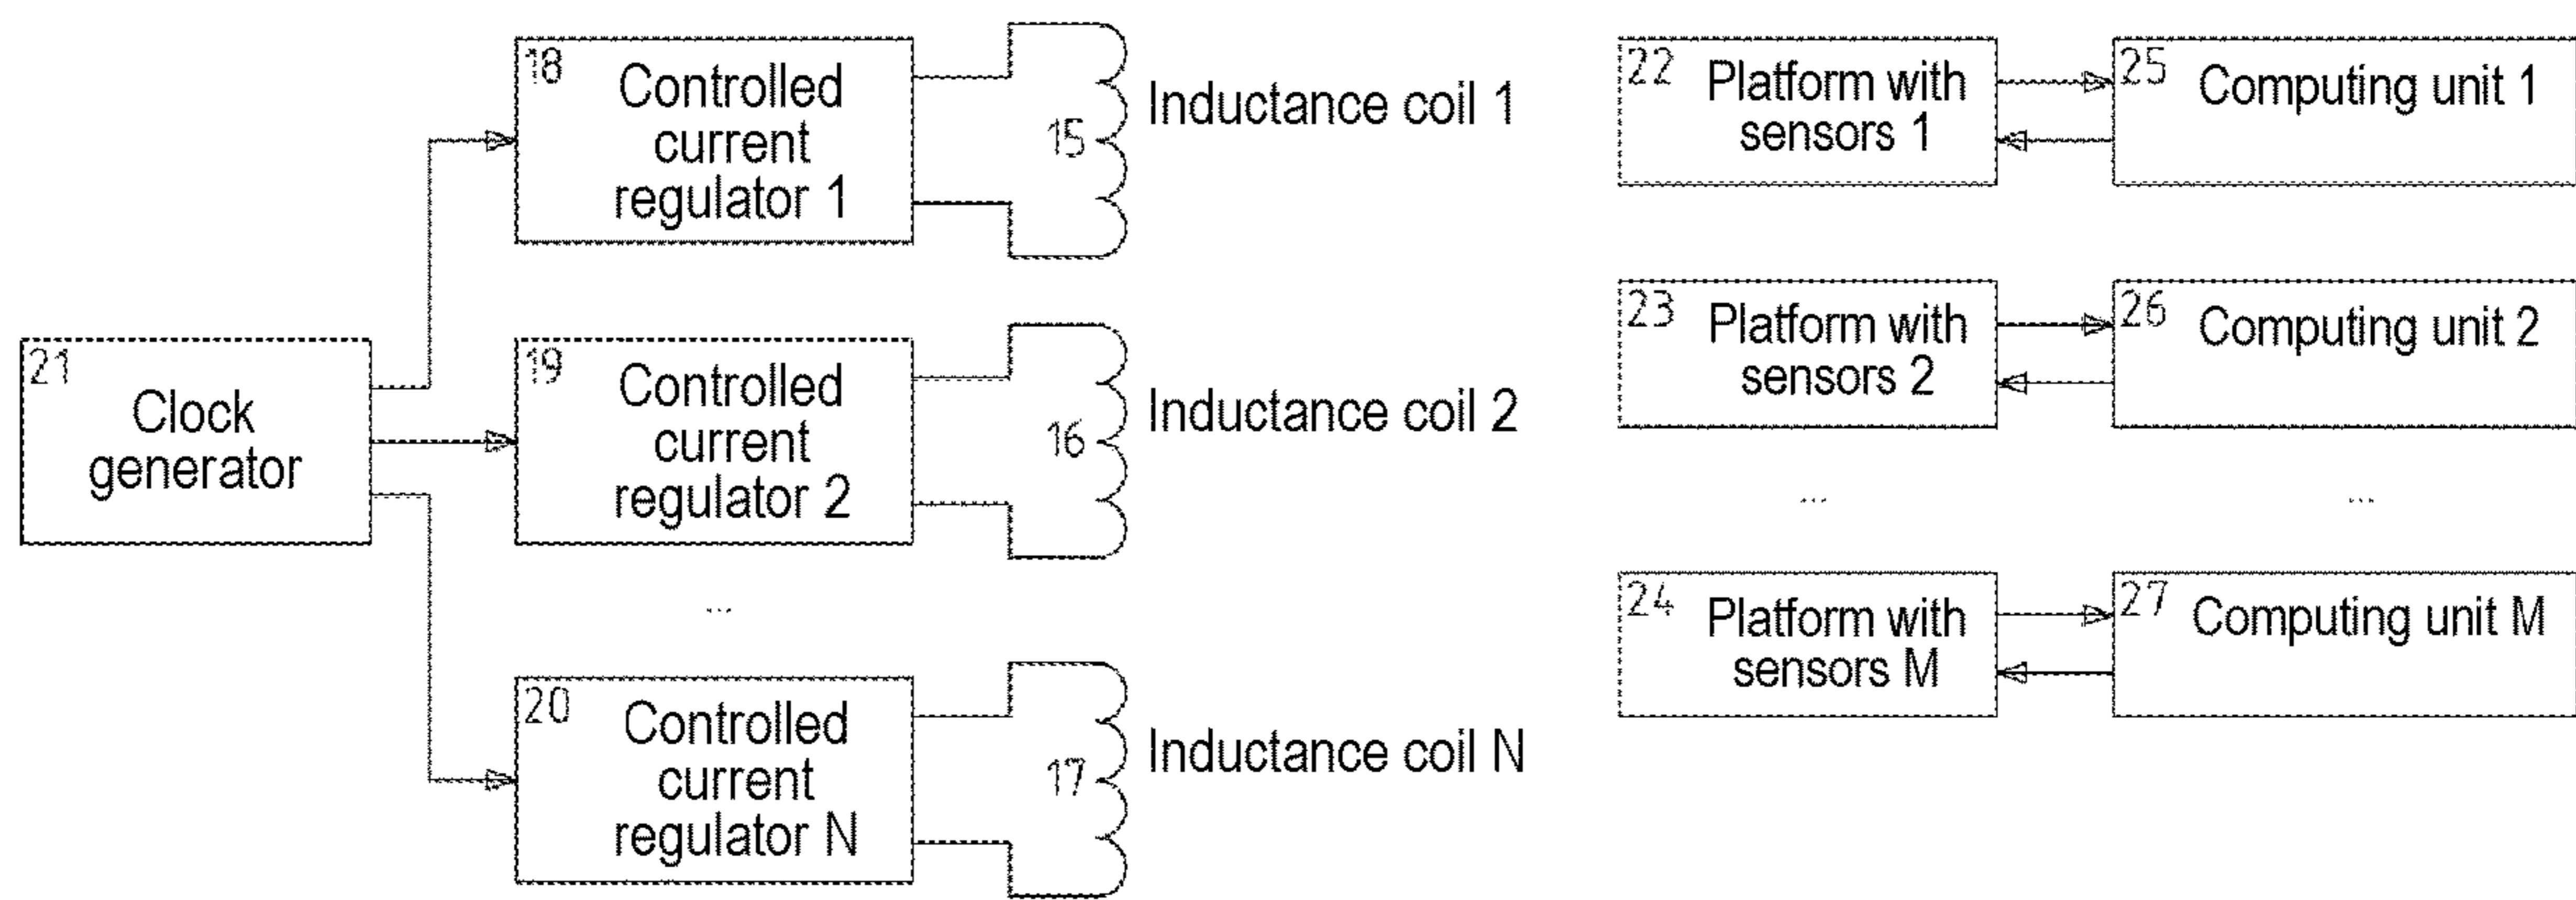 21
Clock
generator
18
Controlled
current
regulator 1
15
Inductance coil 1
19
Controlled
current
regulator 2
16
Inductance coil 2
...
20
Controlled
current
regulator N
17
Inductance coil N
22
Platform with
sensors 1
25
Computing unit 1
23
Platform with
sensors 2
26
Computing unit 2
...
...
24
Platform with
sensors M
27
Computing unit M